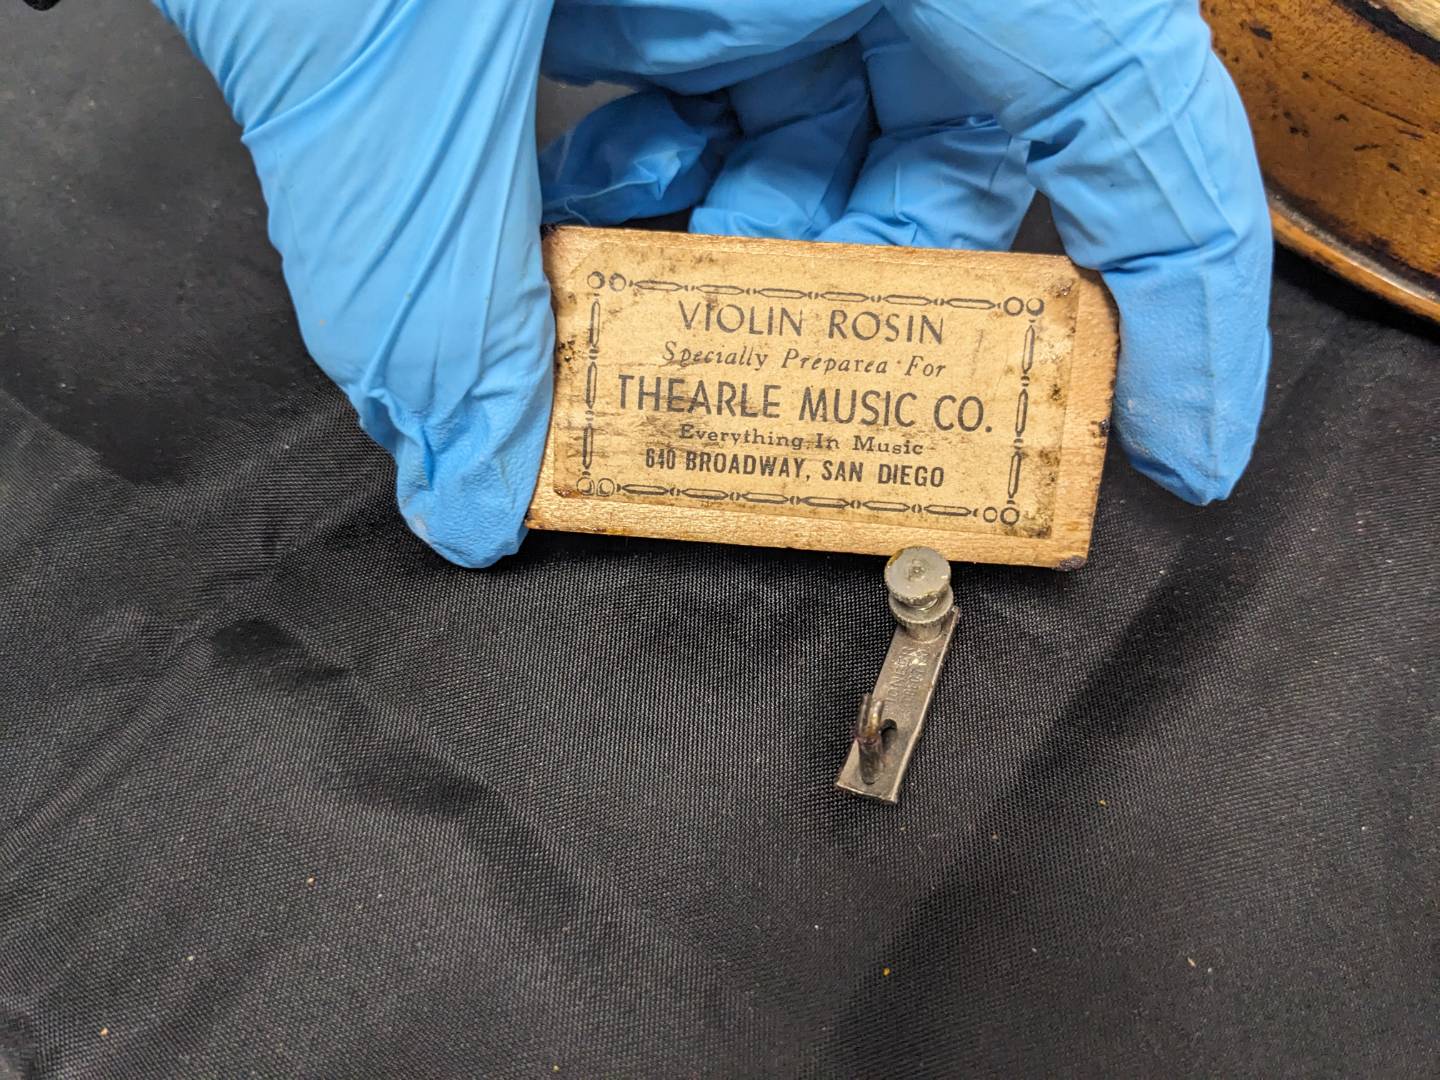 VIOLIN ROSIN
Specially Prepared For
THEARLE MUSIC CO.
Everything In Music
640 BROADWAY, SAN DIEGO